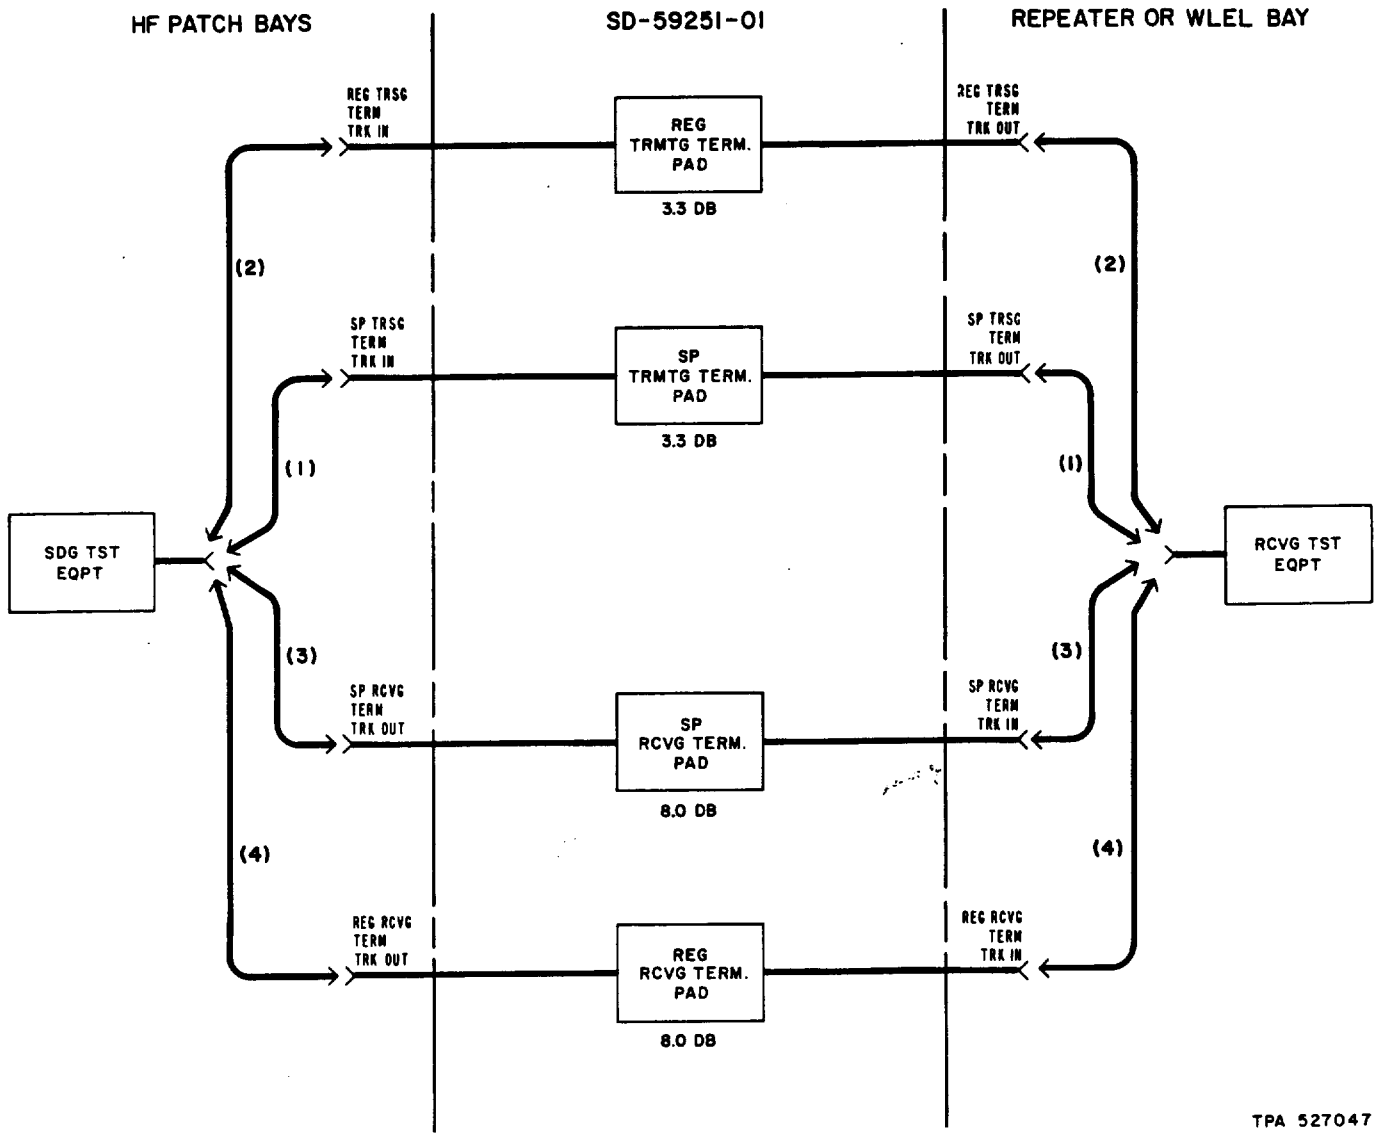 HF PATCH BAYS
SD-59251-01
REPEATER OR WLEL BAY
REG TRSG
TERM
TRK IN
REG
TRMTG TERM.
PAD
3.3 DB
REG TRSG
TERM
TRK OUT
(2)
(2)
SP TRSG
TERM
TRK IN
SP
TRMTG TERM.
PAD
3.3 DB
SP TRSG
TERM
TRK OUT
(1)
(1)
SDG TST
EQPT
RCVG TST
EQPT
(3)
(3)
SP RCVG
TERM
TRK OUT
SP
RCVG TERM.
PAD
8.0 DB
SP RCVG
TERM
TRK IN
(4)
(4)
REG RCVG
TERM
TRK OUT
REG
RCVG TERM.
PAD
8.0 DB
REG RCVG
TERM
TRK IN
TPA 527047